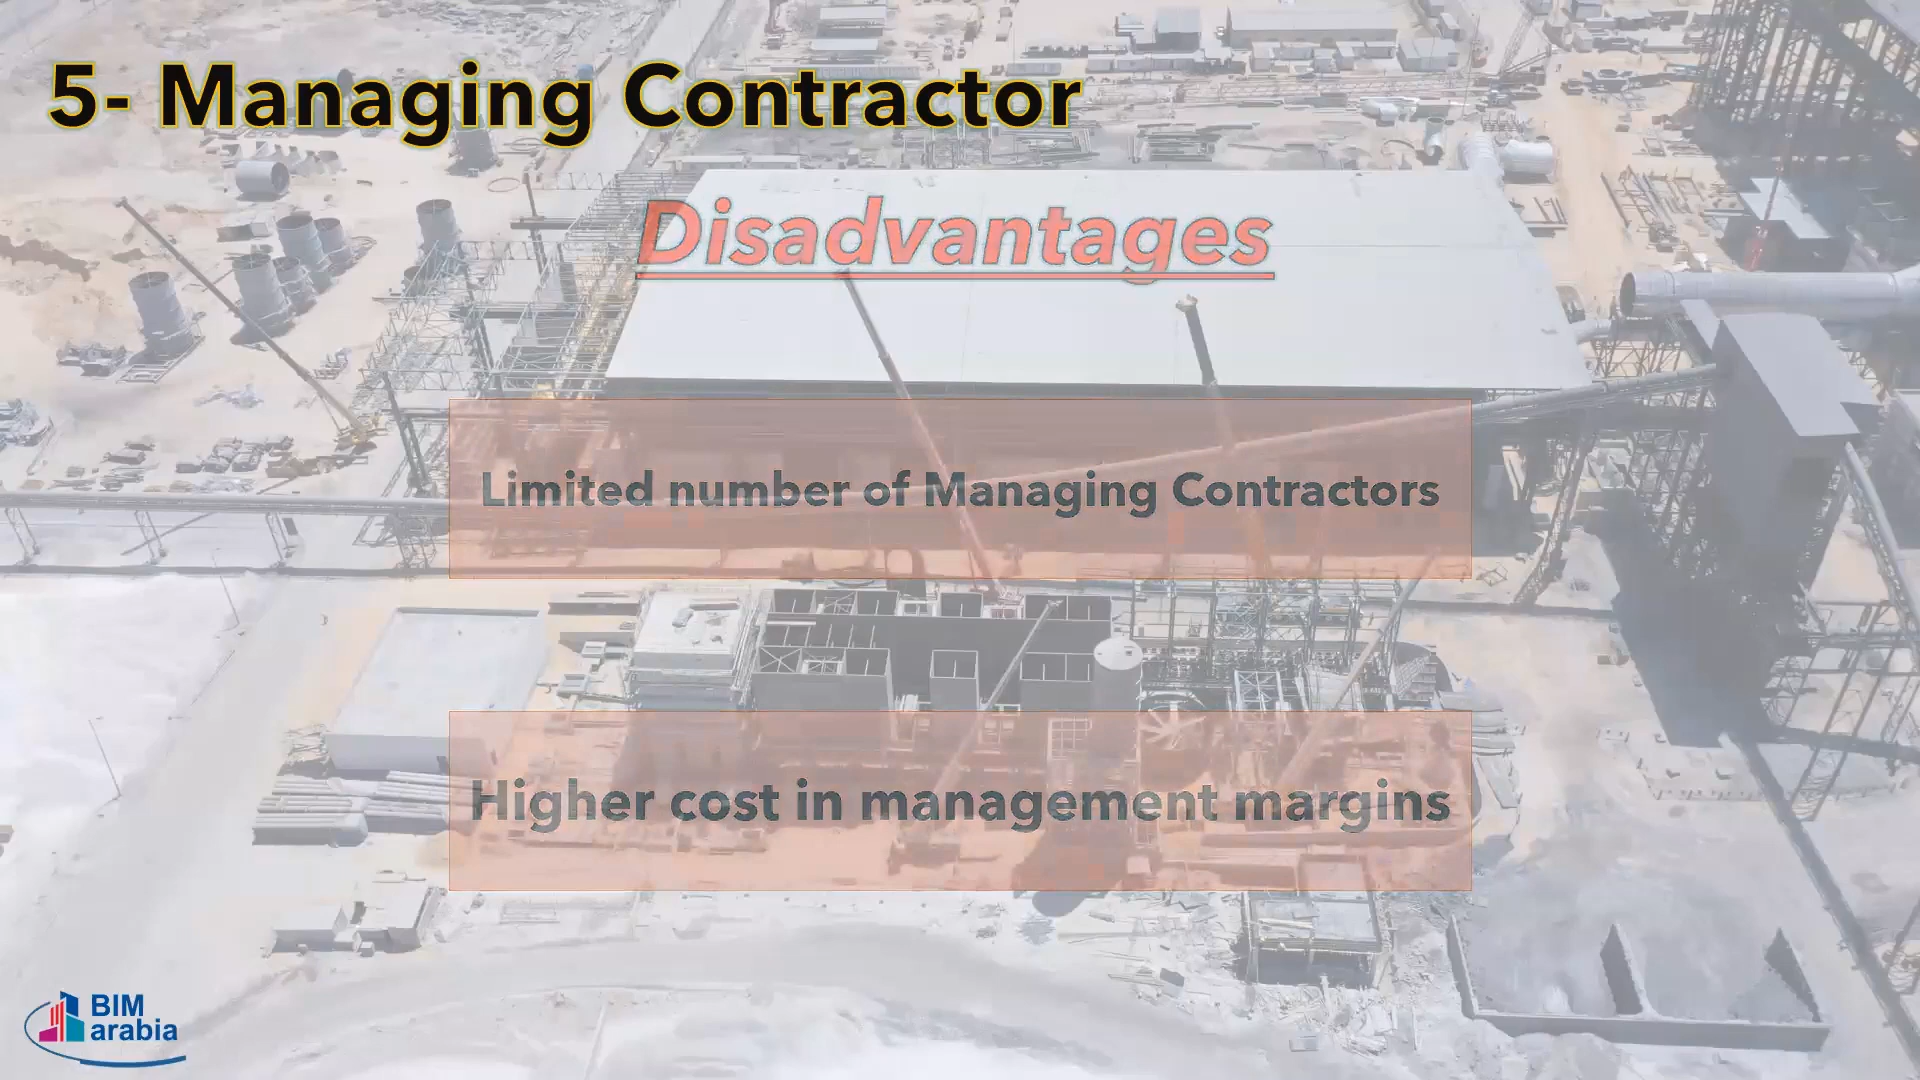 5- Managing Contractor
Disadvantages
Limited number of Managing Contractors
Higher cost in management margins
BIM
arabia